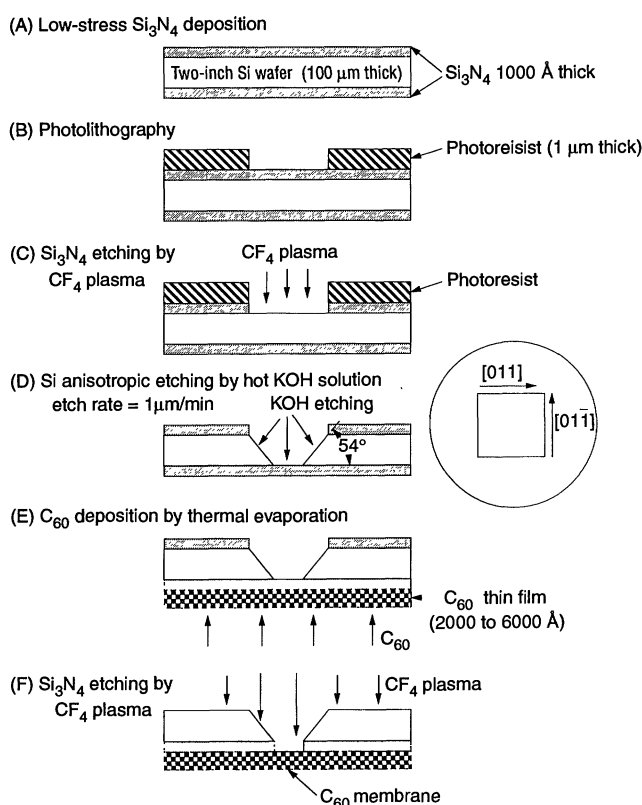 (A) Low-stress Si₃N₄ deposition
Two-inch Si wafer (100 μm thick)
Si₃N₄ 1000 Å thick
(B) Photolithography
Photoreisist (1 μm thick)
(C) Si₃N₄ etching by
CF₄ plasma
CF₄ plasma
Photoresist
(D) Si anisotropic etching by hot KOH solution
etch rate = 1μm/min
KOH etching
54°
[011]
[011̄]
(E) C₆₀ deposition by thermal evaporation
C₆₀ thin film
(2000 to 6000 Å)
C₆₀
(F) Si₃N₄ etching by
CF₄ plasma
CF₄ plasma
C₆₀ membrane